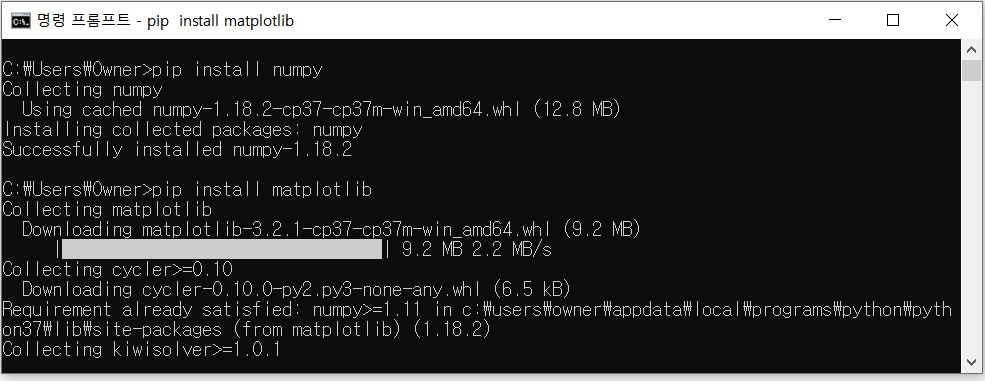 명령 프롬프트 - pip  install matplotlib
C:₩Users₩Owner>pip install numpy
Collecting numpy
  Using cached numpy-1.18.2-cp37-cp37m-win_amd64.whl (12.8 MB)
Installing collected packages: numpy
Successfully installed numpy-1.18.2
C:₩Users₩Owner>pip install matplotlib
Collecting matplotlib
  Downloading matplotlib-3.2.1-cp37-cp37m-win_amd64.whl (9.2 MB)
     |████████████████████████████████| 9.2 MB 2.2 MB/s
Collecting cycler>=0.10
  Downloading cycler-0.10.0-py2.py3-none-any.whl (6.5 kB)
Requirement already satisfied: numpy>=1.11 in c:₩users₩owner₩appdata₩local₩programs₩python₩pyth
on37₩lib₩site-packages (from matplotlib) (1.18.2)
Collecting kiwisolver>=1.0.1